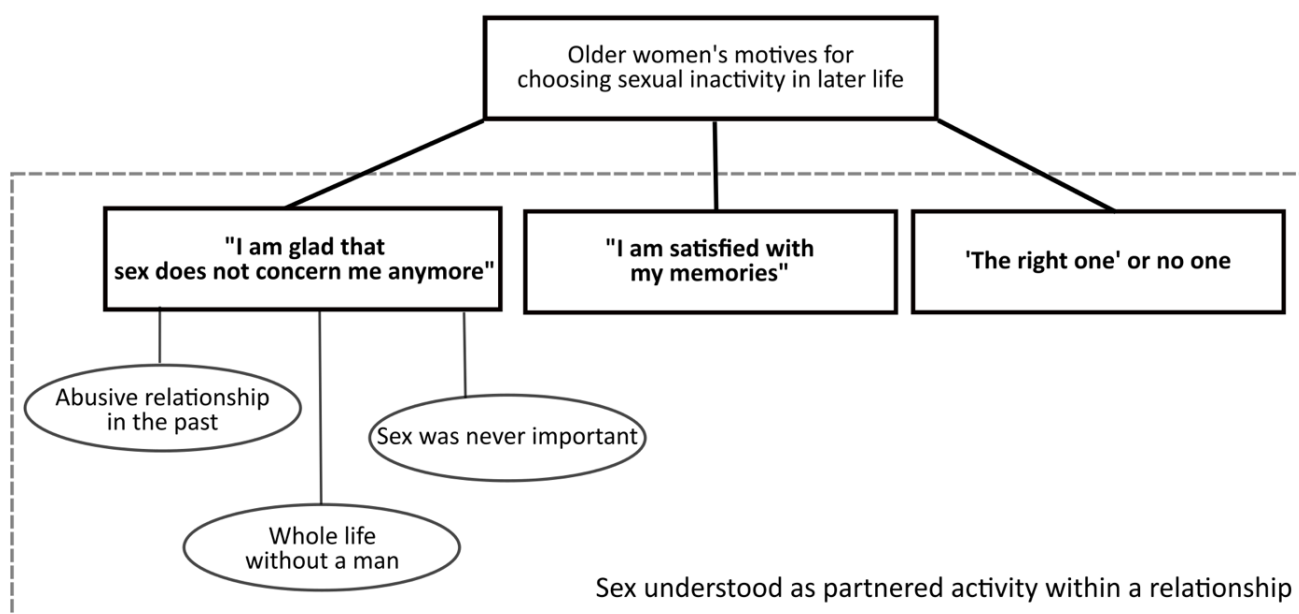 Older women's motives for
choosing sexual inactivity in later life
"I am glad that
sex does not concern me anymore"
"I am satisfied with
my memories"
'The right one' or no one
Abusive relationship
in the past
Sex was never important
Whole life
without a man
Sex understood as partnered activity within a relationship